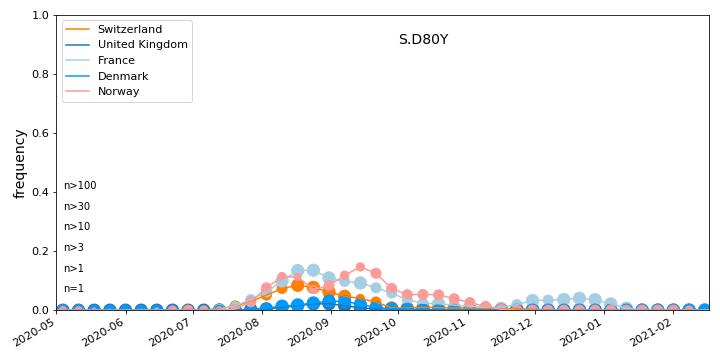 S.D80Y
Switzerland
United Kingdom
France
Denmark
Norway
frequency
1.0
0.8
0.6
0.4
0.2
0.0
n>100
n>30
n>10
n>3
n>1
n=1
2020-05
2020-06
2020-07
2020-08
2020-09
2020-10
2020-11
2020-12
2021-01
2021-02